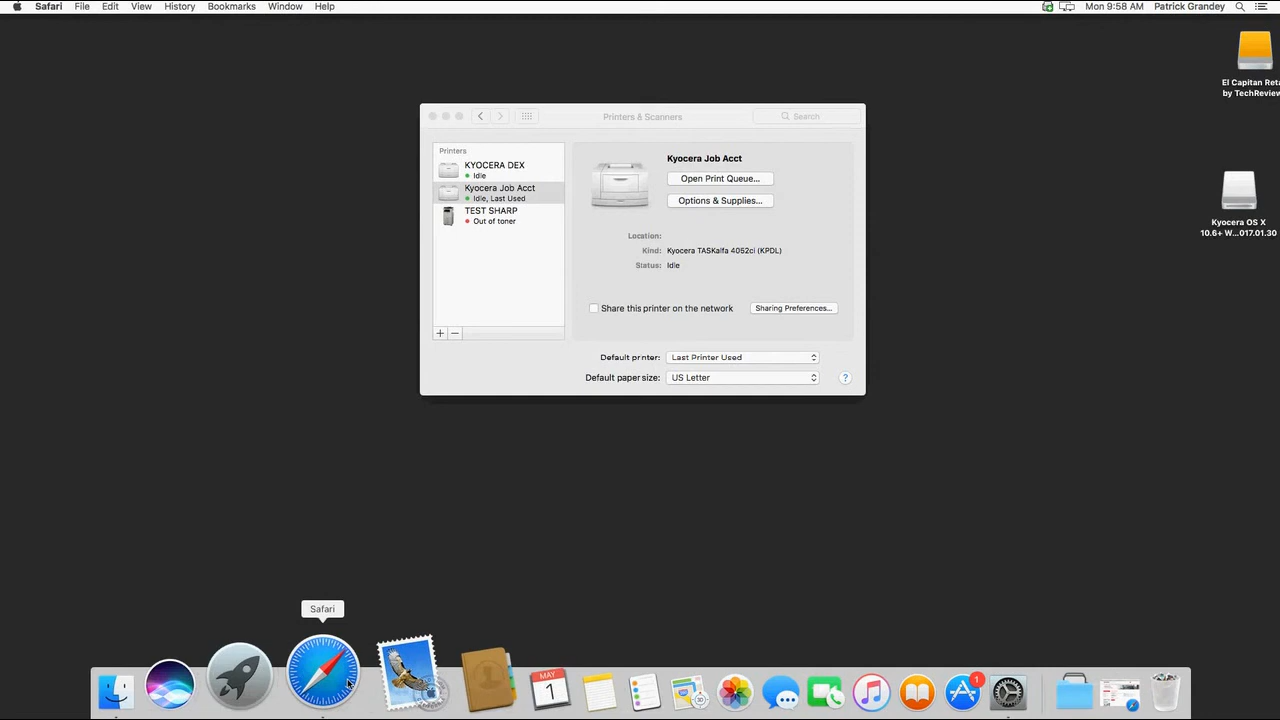 Safari File Edit View History Bookmarks Window Help
Mon 9:58 AM Patrick Grandey
El Capitan Reta
by TechReview
Printers & Scanners
Search
Printers
KYOCERA DEX
Idle
Kyocera Job Acct
Idle, Last Used
TEST SHARP
Out of toner
Kyocera Job Acct
Open Print Queue...
Options & Supplies...
Location:
Kind: Kyocera TASKalfa 4052ci (KPDL)
Status: Idle
Share this printer on the network
Sharing Preferences...
+ −
Default printer: Last Printer Used
Default paper size: US Letter
?
Kyocera OS X
10.6+ W...017.01.30
Safari
MAY
1
1